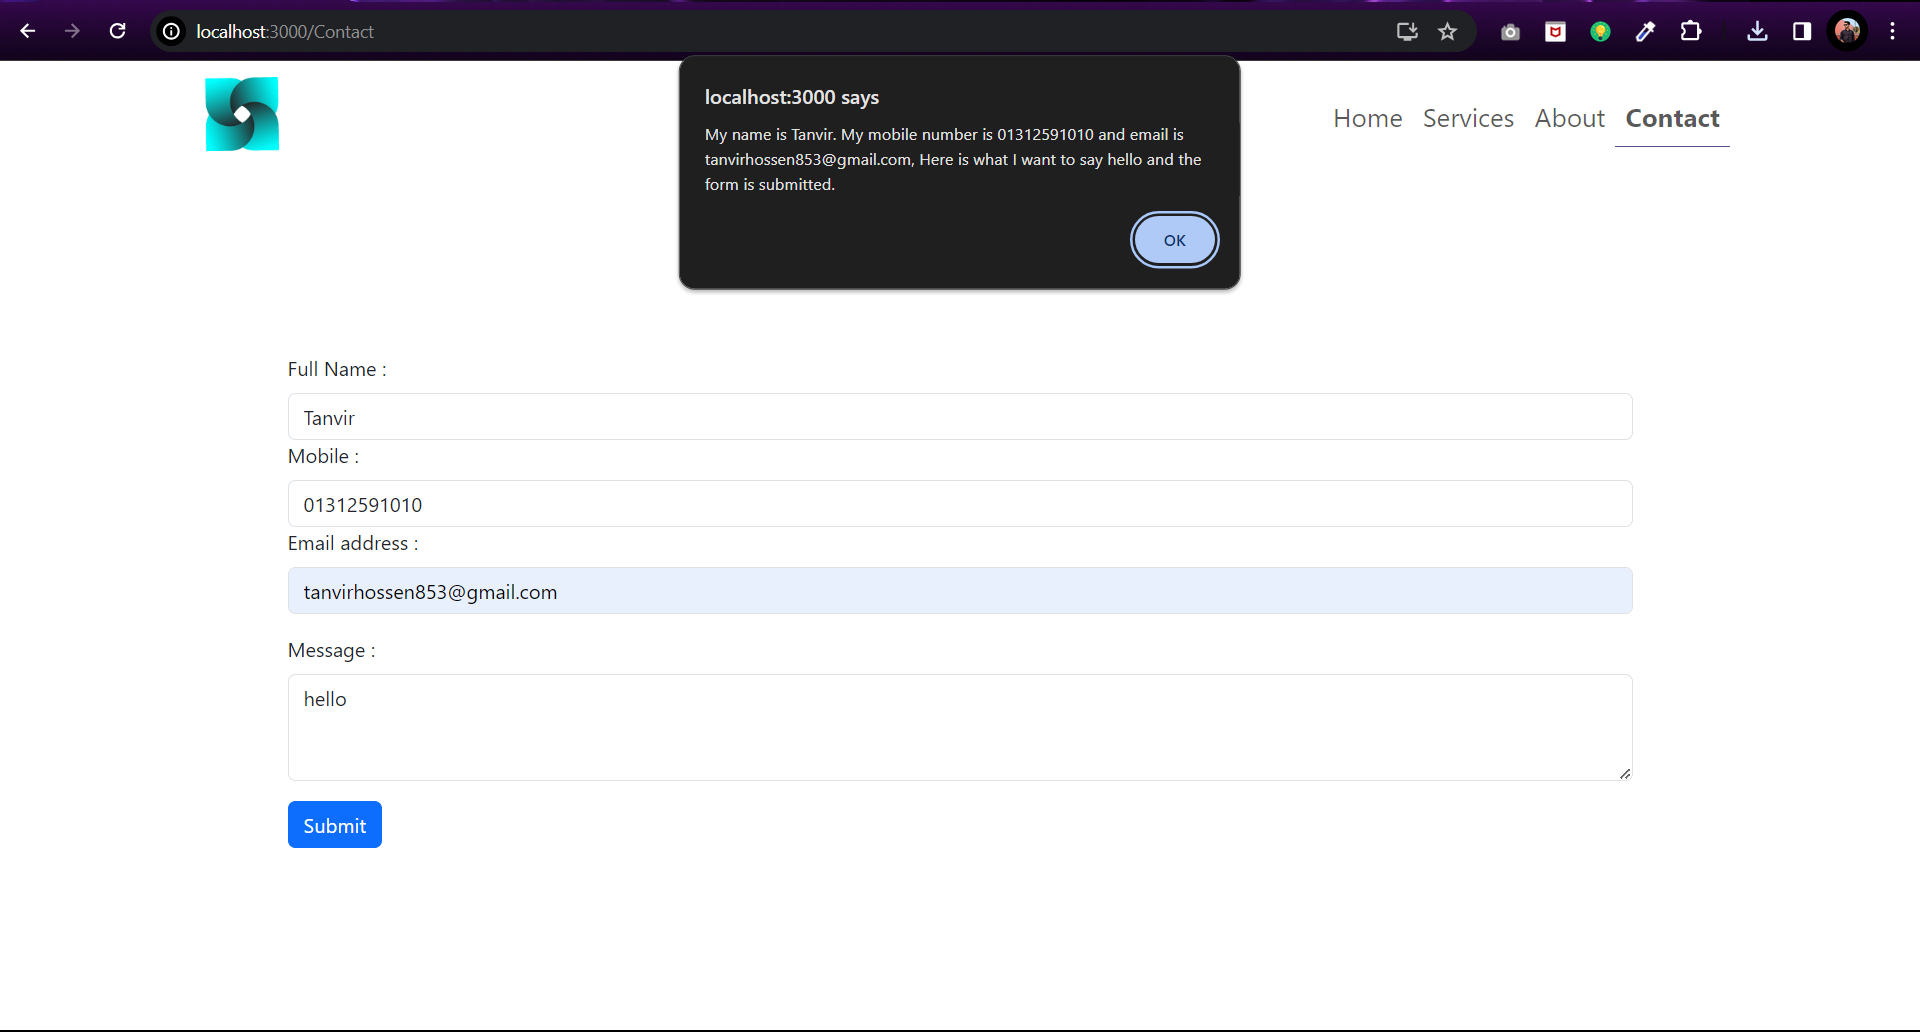 localhost:3000/Contact
localhost:3000 says
My name is Tanvir. My mobile number is 01312591010 and email is
tanvirhossen853@gmail.com, Here is what I want to say hello and the
form is submitted.
OK
Home Services About Contact
Full Name :
Tanvir
Mobile :
01312591010
Email address :
tanvirhossen853@gmail.com
Message :
hello
Submit